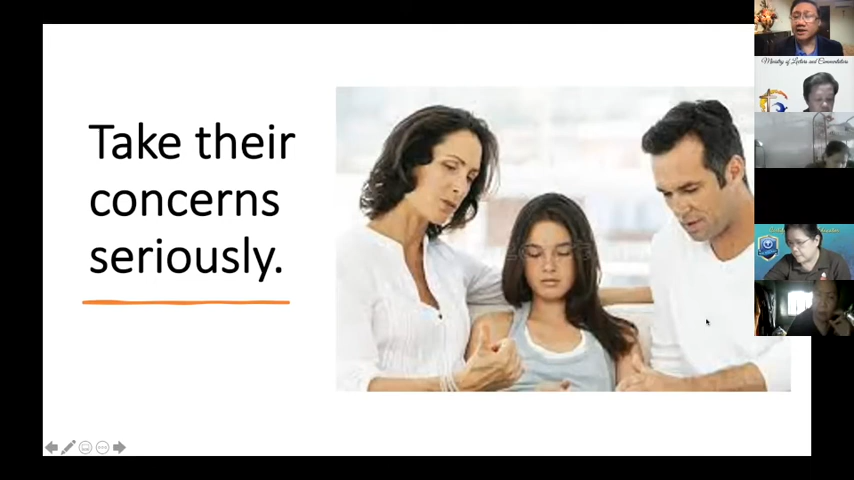 Take their
concerns
seriously.
Ministry of Lectors and Commentators